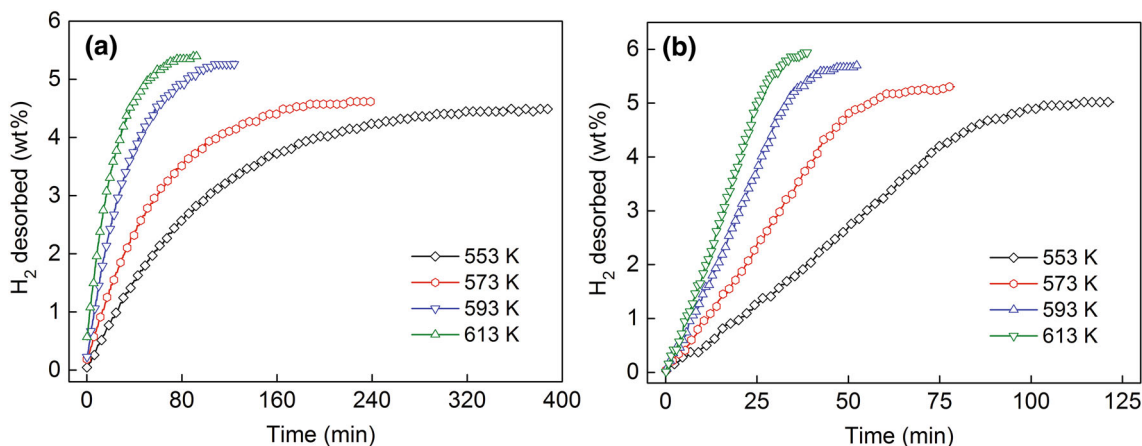 (a)
H₂ desorbed (wt%)
6
5
4
3
2
1
0
553 K
573 K
593 K
613 K
0 80 160 240 320 400
Time (min)
(b)
H₂ desorbed (wt%)
6
5
4
3
2
1
0
553 K
573 K
593 K
613 K
0 25 50 75 100 125
Time (min)